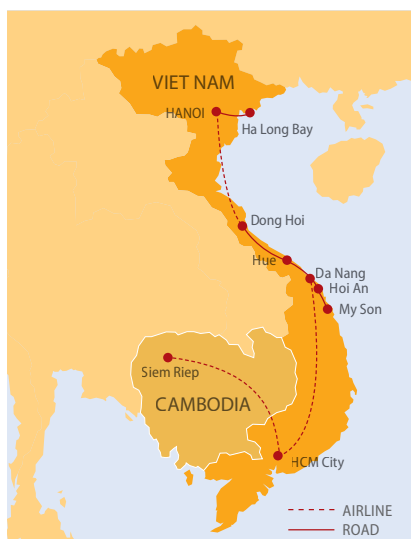 VIET NAM
HANOI
Ha Long Bay
Dong Hoi
Hue
Da Nang
Hoi An
My Son
Siem Riep
CAMBODIA
HCM City
AIRLINE
ROAD